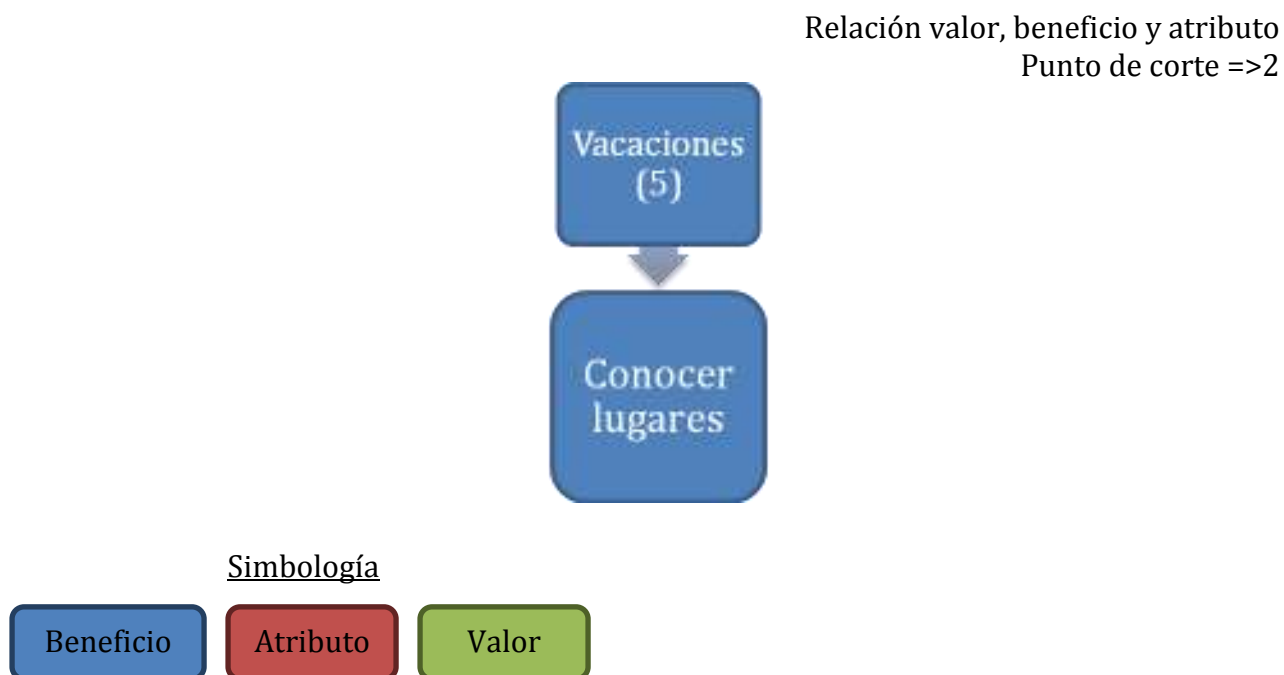 Relación valor, beneficio y atributo
Punto de corte =>2
Vacaciones
(5)
Conocer
lugares
Simbología
Beneficio
Atributo
Valor